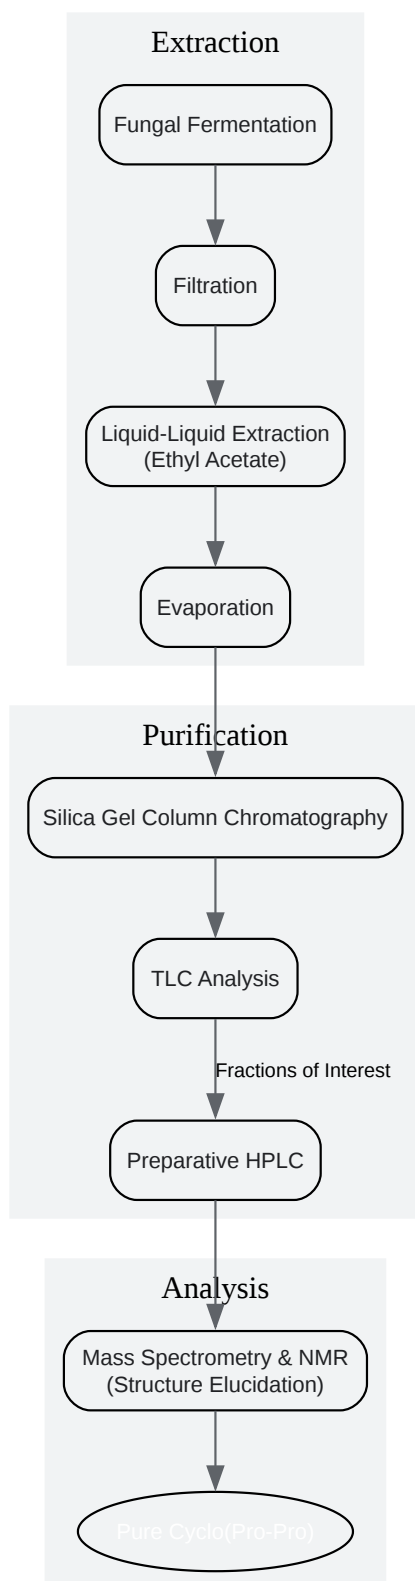 Extraction
Fungal Fermentation
Filtration
Liquid-Liquid Extraction
(Ethyl Acetate)
Evaporation
Purification
Silica Gel Column Chromatography
TLC Analysis
Fractions of Interest
Preparative HPLC
Analysis
Mass Spectrometry & NMR
(Structure Elucidation)
Pure Cyclo(Pro-Pro)